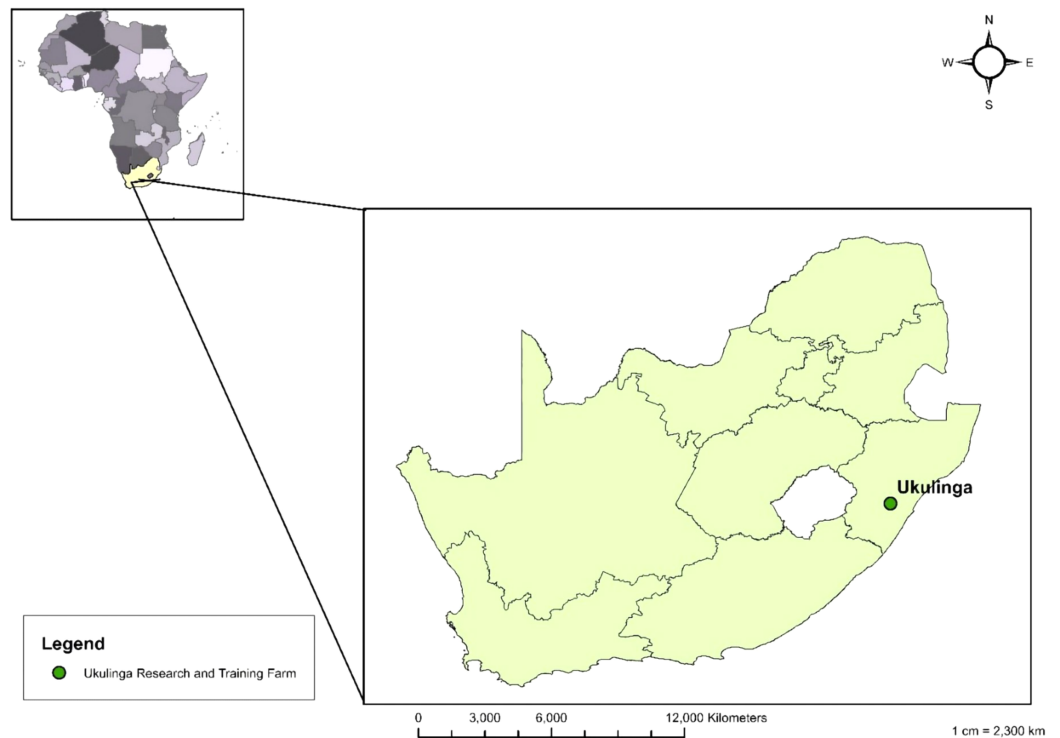 N
W E
S
Ukulinga
Legend
Ukulinga Research and Training Farm
0 3,000 6,000 12,000 Kilometers
1 cm = 2,300 km